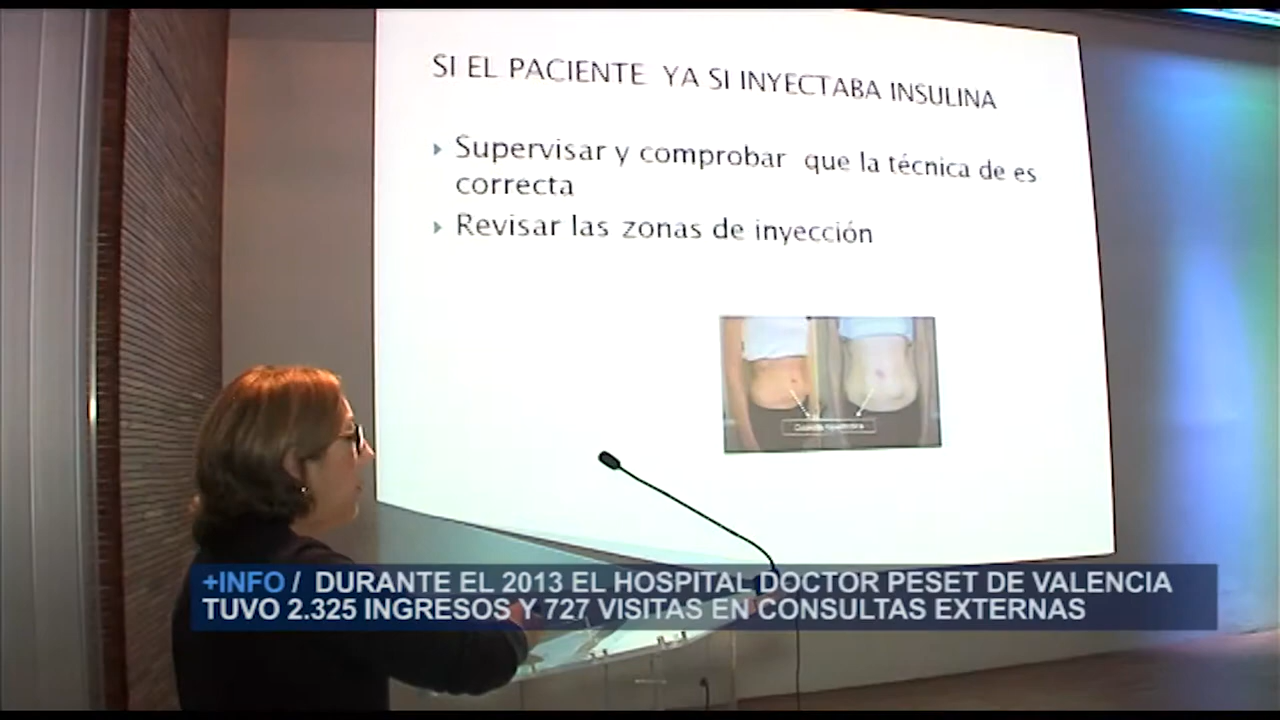 SI EL PACIENTE YA SI INYECTABA INSULINA
Supervisar y comprobar que la técnica de es
correcta
Revisar las zonas de inyección
+INFO / DURANTE EL 2013 EL HOSPITAL DOCTOR PESET DE VALENCIA
TUVO 2.325 INGRESOS Y 727 VISITAS EN CONSULTAS EXTERNAS